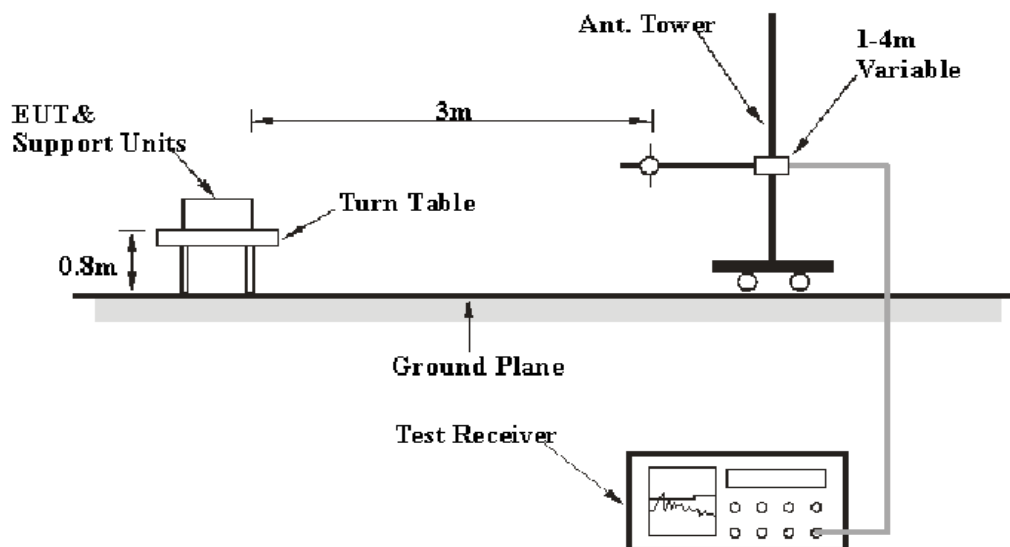 Ant. Tower
1-4m
Variable
3m
EUT&
Support Units
Turn Table
0.8m
Ground Plane
Test Receiver